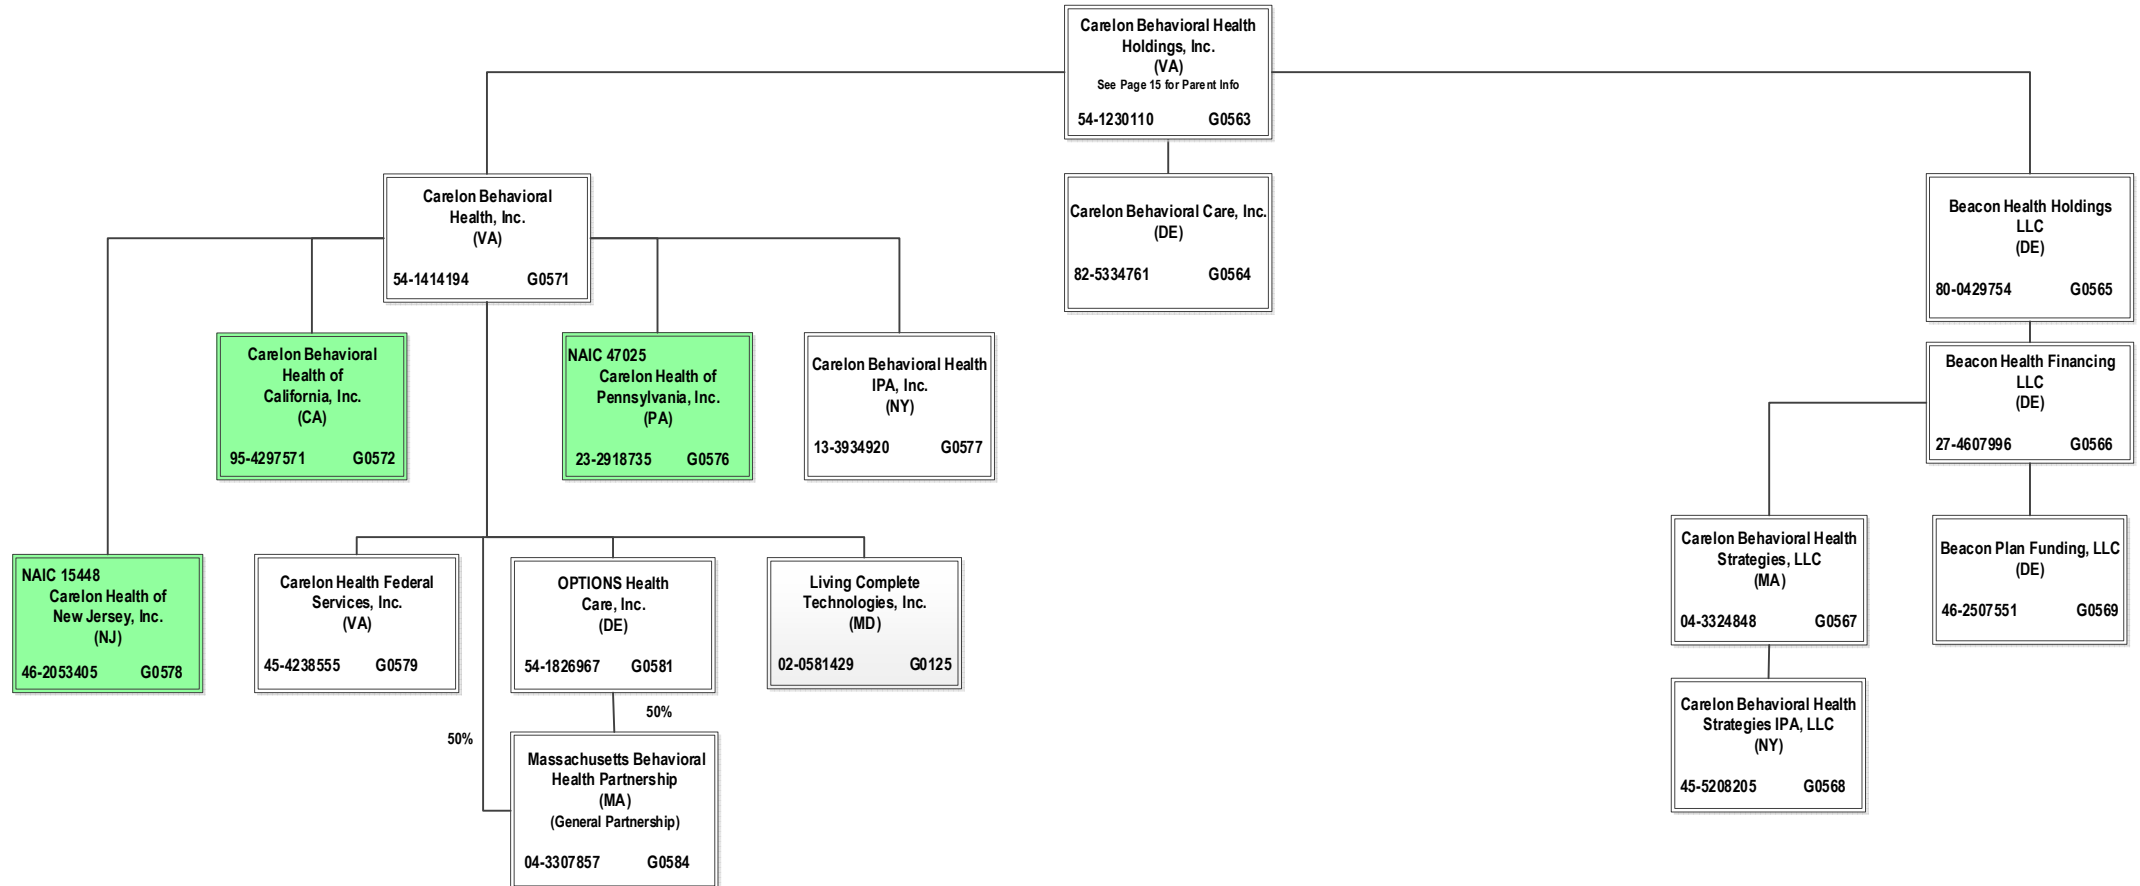 Carelon Behavioral Health
Holdings, Inc.
(VA)
See Page 15 for Parent Info
54-1230110 G0563
Carelon Behavioral
Health, Inc.
(VA)
54-1414194 G0571
Carelon Behavioral Care, Inc.
(DE)
82-5334761 G0564
Beacon Health Holdings
LLC
(DE)
80-0429754 G0565
Carelon Behavioral
Health of
California, Inc.
(CA)
95-4297571 G0572
NAIC 47025
Carelon Health of
Pennsylvania, Inc.
(PA)
23-2918735 G0576
Carelon Behavioral Health
IPA, Inc.
(NY)
13-3934920 G0577
Beacon Health Financing
LLC
(DE)
27-4607996 G0566
NAIC 15448
Carelon Health of
New Jersey, Inc.
(NJ)
46-2053405 G0578
Carelon Health Federal
Services, Inc.
(VA)
45-4238555 G0579
OPTIONS Health
Care, Inc.
(DE)
54-1826967 G0581
Living Complete
Technologies, Inc.
(MD)
02-0581429 G0125
Carelon Behavioral Health
Strategies, LLC
(MA)
04-3324848 G0567
Beacon Plan Funding, LLC
(DE)
46-2507551 G0569
50%
50%
Massachusetts Behavioral
Health Partnership
(MA)
(General Partnership)
04-3307857 G0584
Carelon Behavioral Health
Strategies IPA, LLC
(NY)
45-5208205 G0568